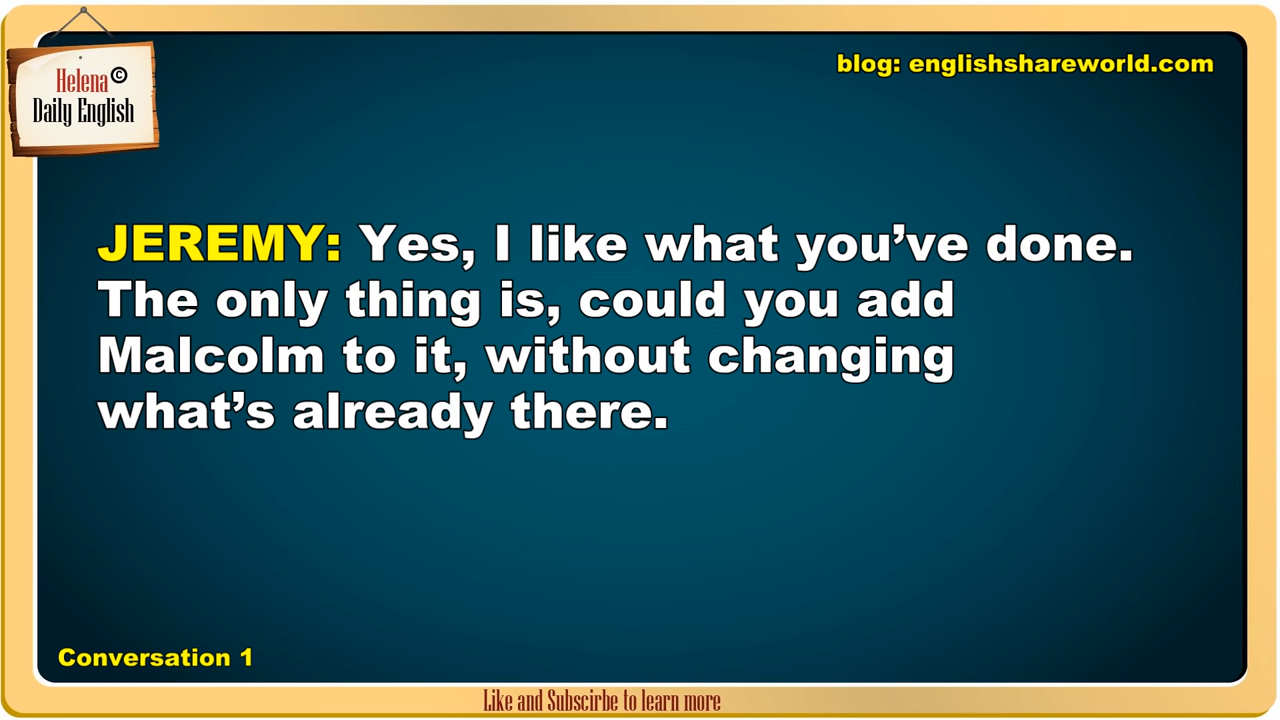 Helena©
Daily English
blog: englishshareworld.com
JEREMY: Yes, I like what you’ve done.
The only thing is, could you add
Malcolm to it, without changing
what’s already there.
Conversation 1
Like and Subscirbe to learn more